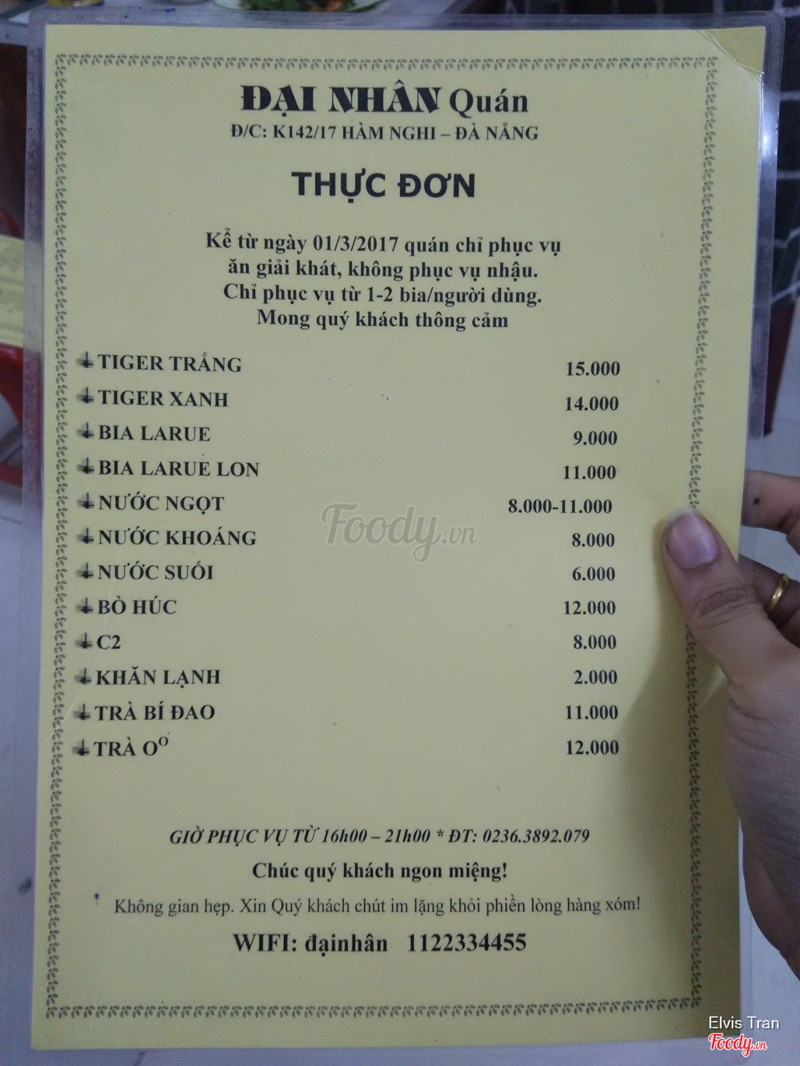 ĐẠI NHÂN Quán
Đ/C: K142/17 HÀM NGHI – ĐÀ NẴNG
THỰC ĐƠN
Kể từ ngày 01/3/2017 quán chỉ phục vụ
ăn giải khát, không phục vụ nhậu.
Chỉ phục vụ từ 1-2 bia/người dùng.
Mong quý khách thông cảm
TIGER TRẮNG 15.000
TIGER XANH 14.000
BIA LARUE 9.000
BIA LARUE LON 11.000
NƯỚC NGỌT 8.000-11.000
NƯỚC KHOÁNG 8.000
NƯỚC SUỐI 6.000
BÒ HÚC 12.000
C2 8.000
KHĂN LẠNH 2.000
TRÀ BÍ ĐAO 11.000
TRÀ OO 12.000
GIỜ PHỤC VỤ TỪ 16h00 – 21h00 * ĐT: 0236.3892.079
Chúc quý khách ngon miệng!
Không gian hẹp. Xin Quý khách chút im lặng khỏi phiền lòng hàng xóm!
WIFI: đạinhân 1122334455
Foody.vn
Elvis Tran
Foody.vn